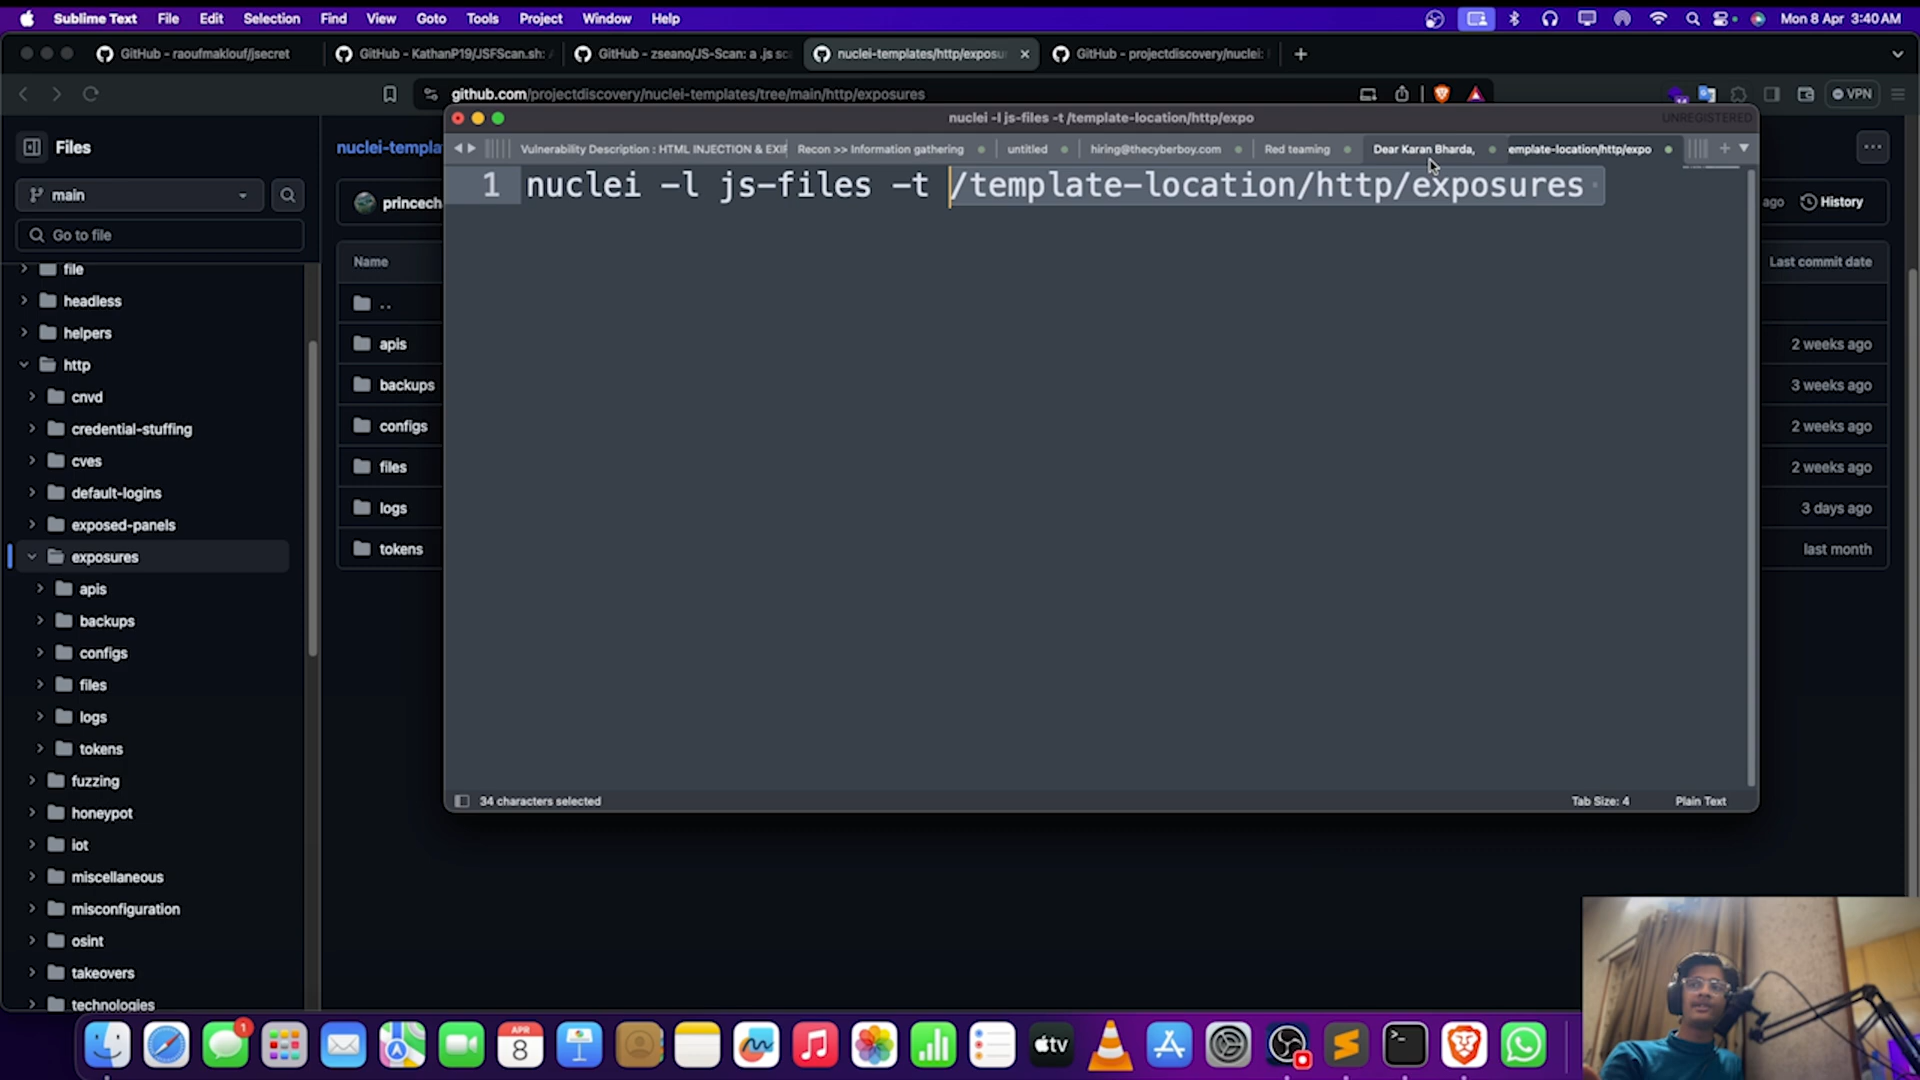 Sublime Text File Edit Selection Find View Goto Tools Project Window Help Mon 8 Apr 3:40 AM
GitHub - raoufmaklouf/jsecret GitHub - KathanP19/JSFScan.sh: GitHub - zseano/JS-Scan: a .js sc nuclei-templates/http/exposu GitHub - projectdiscovery/nuclei:
github.com/projectdiscovery/nuclei-templates/tree/main/http/exposures VPN
nuclei -l js-files -t /template-location/http/expo UNREGISTERED
Vulnerability Description : HTML INJECTION & EXIF Recon >> Information gathering untitled hiring@thecyberboy.com Red teaming Dear Karan Bharda, emplate-location/http/expo
1 nuclei -l js-files -t /template-location/http/exposures
34 characters selected Tab Size: 4 Plain Text
Files
main
Go to file
file
headless
helpers
http
cnvd
credential-stuffing
cves
default-logins
exposed-panels
exposures
apis
backups
configs
files
logs
tokens
fuzzing
honeypot
iot
miscellaneous
misconfiguration
osint
takeovers
technologies
nuclei-templa
princech ago History
Name Last commit date
..
apis 2 weeks ago
backups 3 weeks ago
configs 2 weeks ago
files 2 weeks ago
logs 3 days ago
tokens last month
1
APR
8
tv